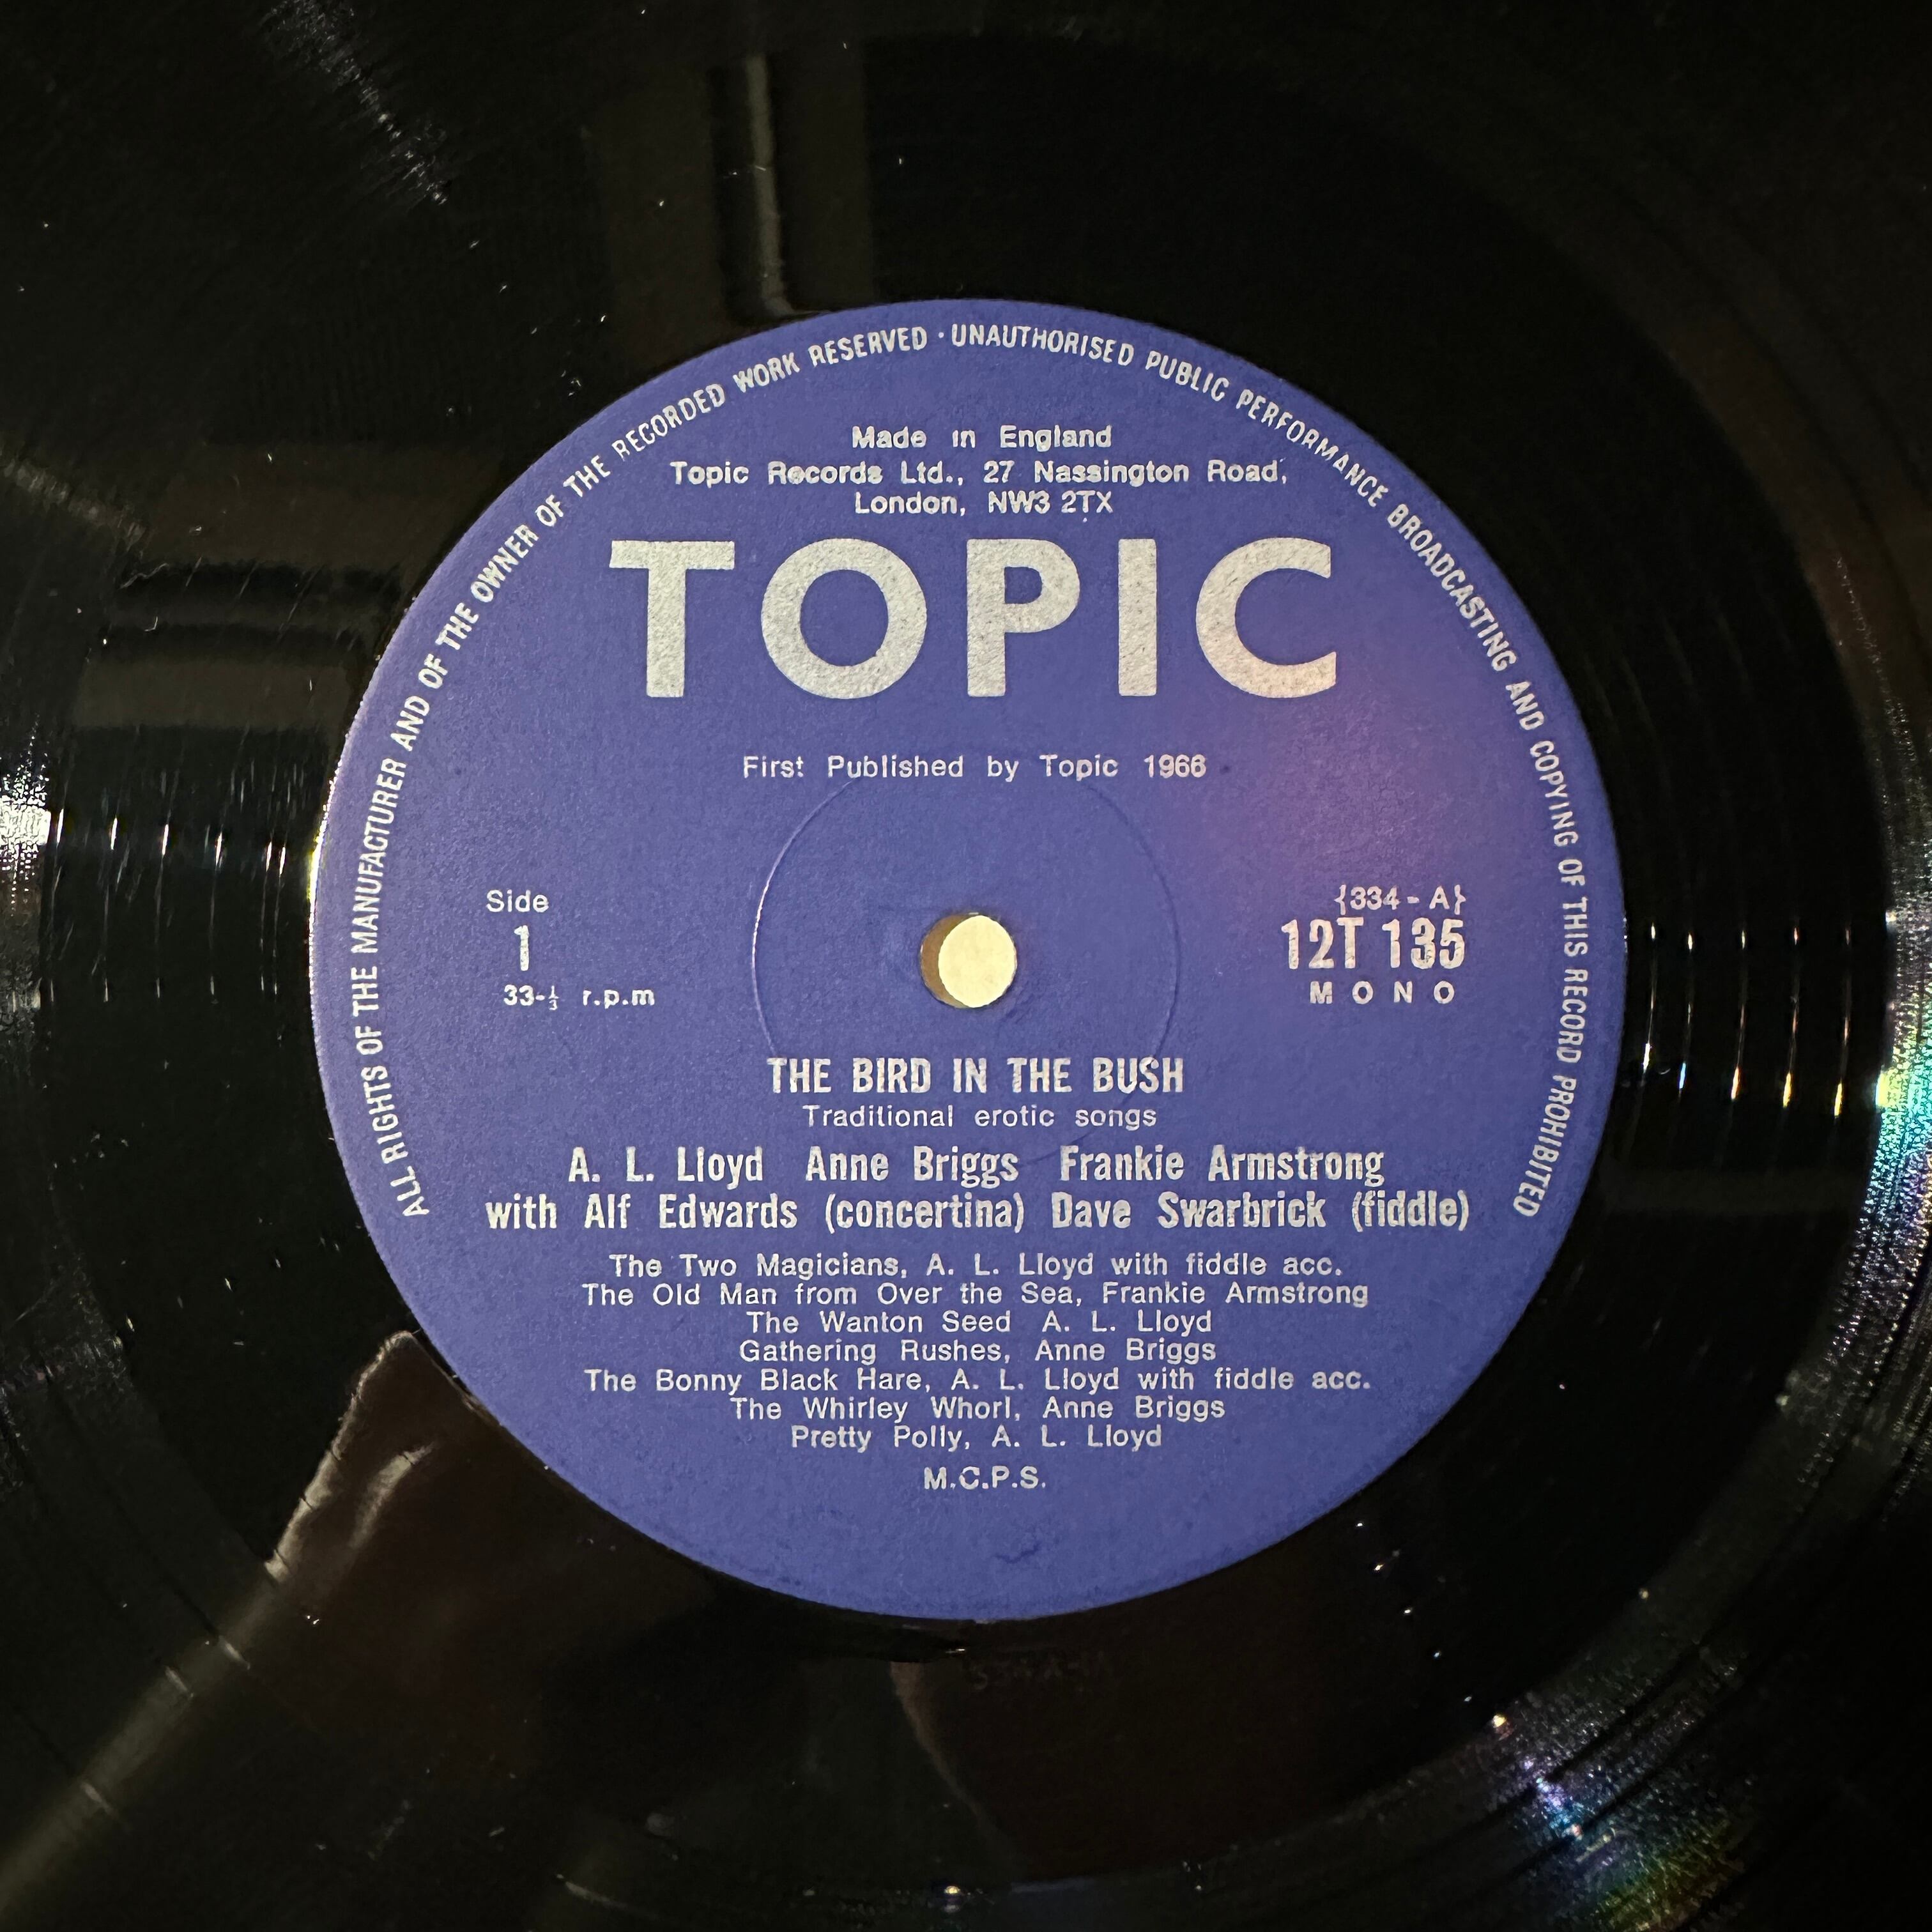 ALL RIGHTS OF THE MANUFACTURER AND OF THE OWNER OF THE RECORDED WORK RESERVED · UNAUTHORISED PUBLIC PERFORMANCE BROADCASTING AND COPYING OF THIS RECORD PROHIBITED
Made in England
Topic Records Ltd., 27 Nassington Road,
London, NW3 2TX
TOPIC
First Published by Topic 1966
Side
1
33-⅓ r.p.m
{334 - A}
12T 135
MONO
THE BIRD IN THE BUSH
Traditional erotic songs
A. L. Lloyd Anne Briggs Frankie Armstrong
with Alf Edwards (concertina) Dave Swarbrick (fiddle)
The Two Magicians, A. L. Lloyd with fiddle acc.
The Old Man from Over the Sea, Frankie Armstrong
The Wanton Seed A. L. Lloyd
Gathering Rushes, Anne Briggs
The Bonny Black Hare, A. L. Lloyd with fiddle acc.
The Whirley Whorl, Anne Briggs
Pretty Polly, A. L. Lloyd
M.C.P.S.